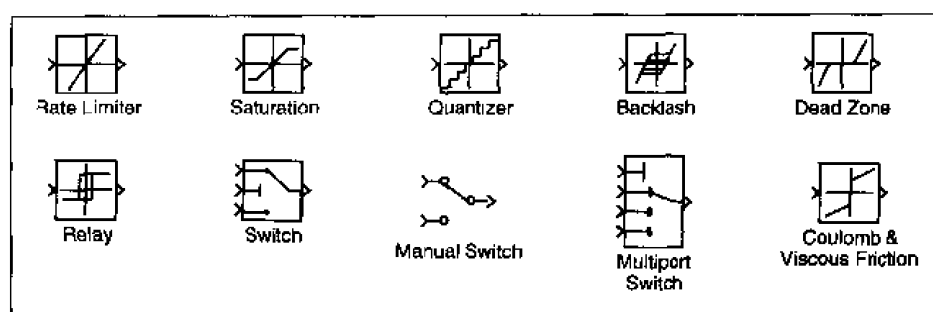 Rate Limiter
Saturation
Quantizer
Backlash
Dead Zone
Relay
Switch
Manual Switch
Multiport
Switch
Coulomb &
Viscous Friction